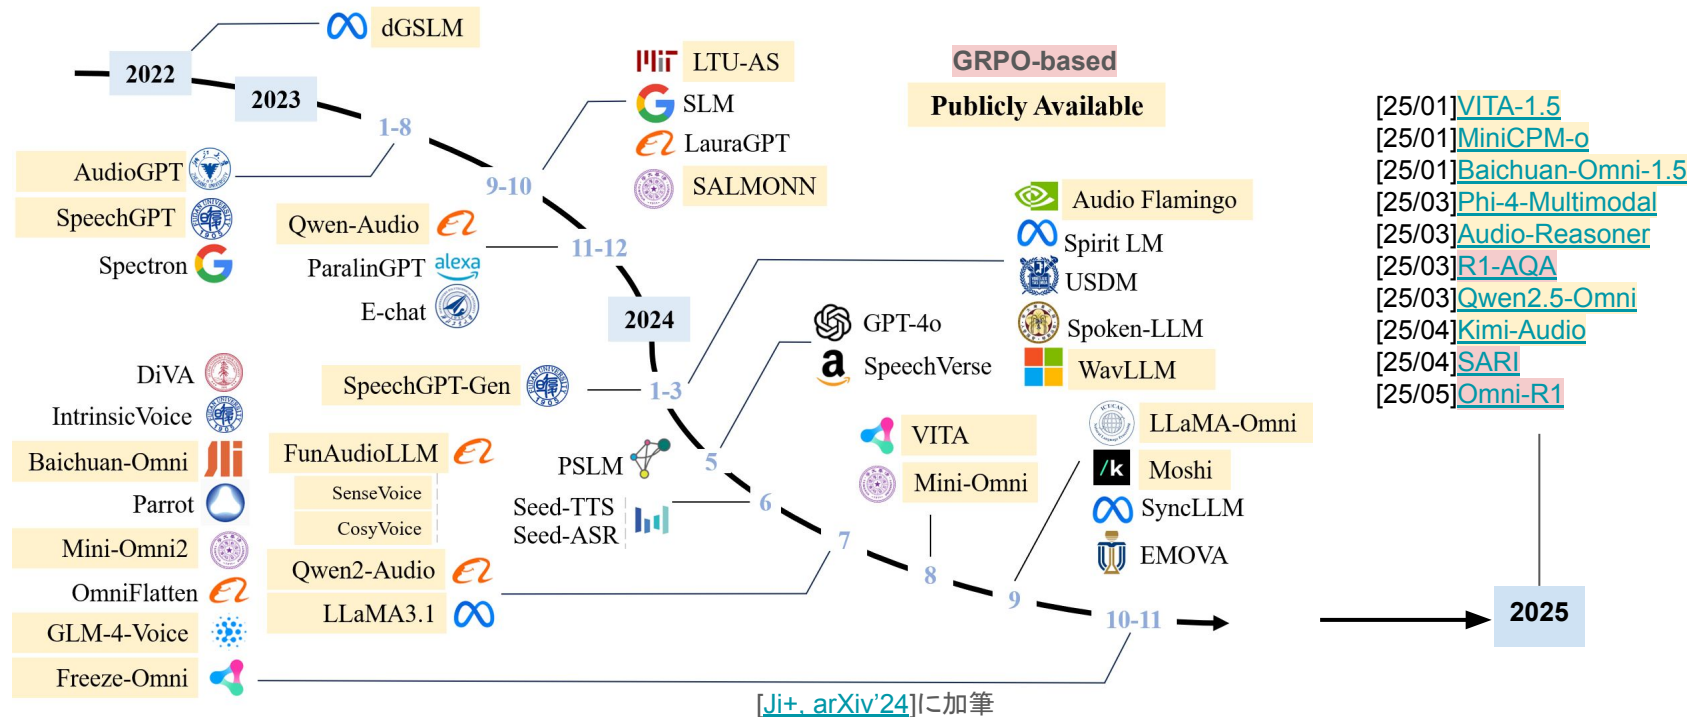 dGSLM
2022
2023
1-8
AudioGPT
SpeechGPT
Spectron
LTU-AS
SLM
LauraGPT
SALMONN
9-10
Qwen-Audio
ParalinGPT
alexa
E-chat
11-12
2024
GRPO-based
Publicly Available
Audio Flamingo
Spirit LM
USDM
Spoken-LLM
WavLLM
SpeechGPT-Gen
1-3
GPT-4o
SpeechVerse
5
PSLM
Seed-TTS
Seed-ASR
6
FunAudioLLM
SenseVoice
CosyVoice
Qwen2-Audio
LLaMA3.1
7
VITA
Mini-Omni
8
LLaMA-Omni
/k
Moshi
SyncLLM
EMOVA
9
DiVA
IntrinsicVoice
Baichuan-Omni
Parrot
Mini-Omni2
OmniFlatten
GLM-4-Voice
Freeze-Omni
10-11
[25/01]VITA-1.5
[25/01]MiniCPM-o
[25/01]Baichuan-Omni-1.5
[25/03]Phi-4-Multimodal
[25/03]Audio-Reasoner
[25/03]R1-AQA
[25/03]Qwen2.5-Omni
[25/04]Kimi-Audio
[25/04]SARI
[25/05]Omni-R1
2025
[Ji+, arXiv'24]に加筆